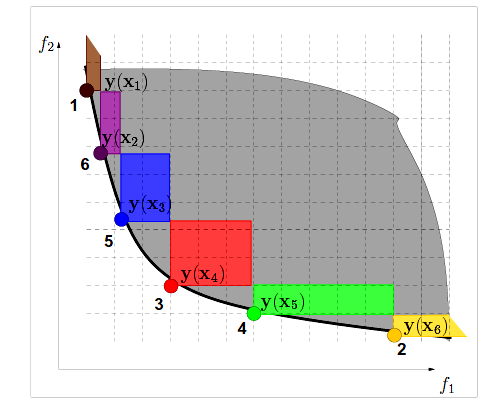 f₂
y(x₁)
1
y(x₂)
6
y(x₃)
5
y(x₄)
3
y(x₅)
4
y(x₆)
2
f₁